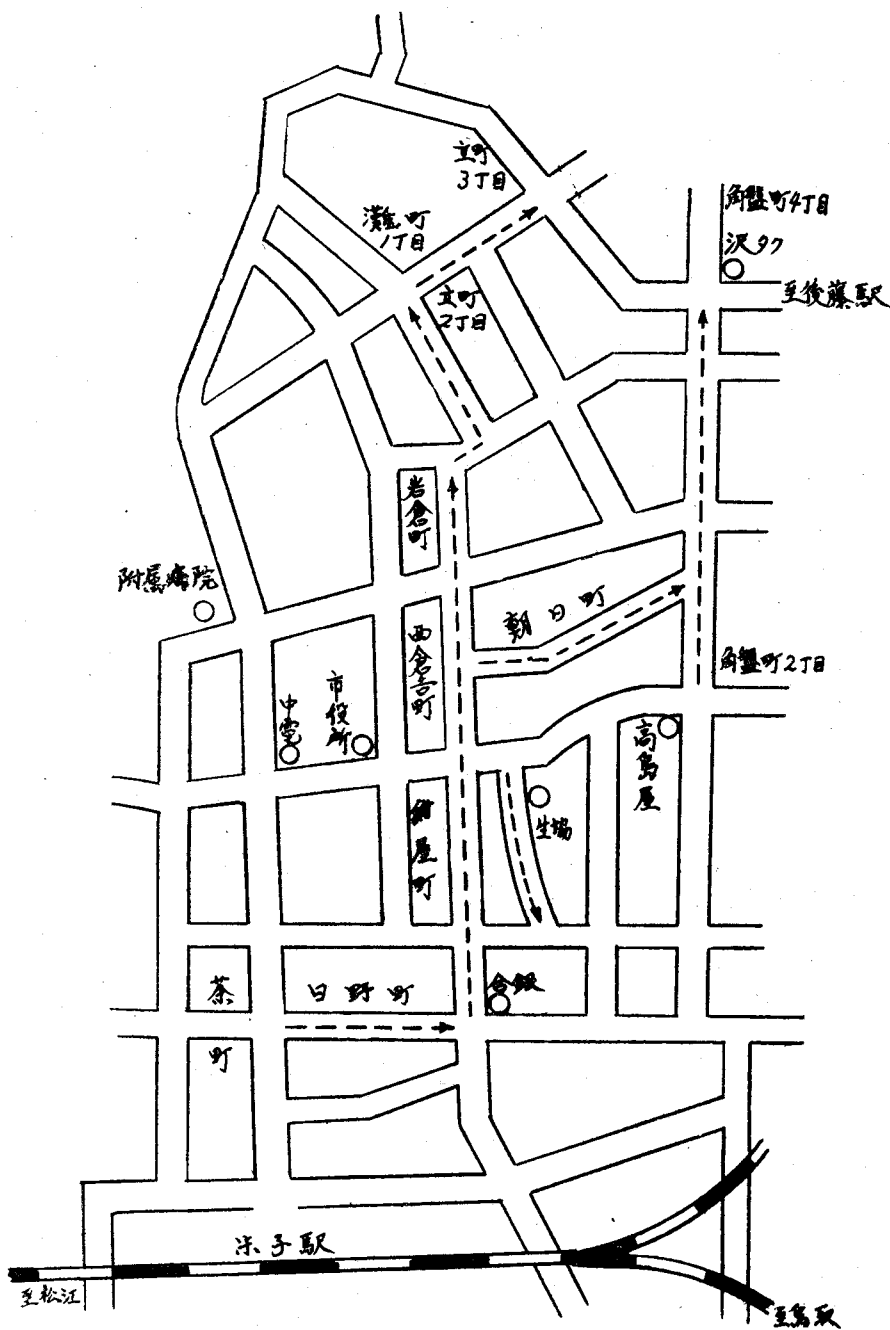 立町
3丁目
角盤町4丁目
灘町
1丁目
沢タク
立町
2丁目
至後藤駅
岩倉町
附属病院
朝日町
西倉吉町
角盤町2丁目
市役所
中電
高島屋
紺屋町
生協
茶町
日野町
合銀
米子駅
至松江
至鳥取